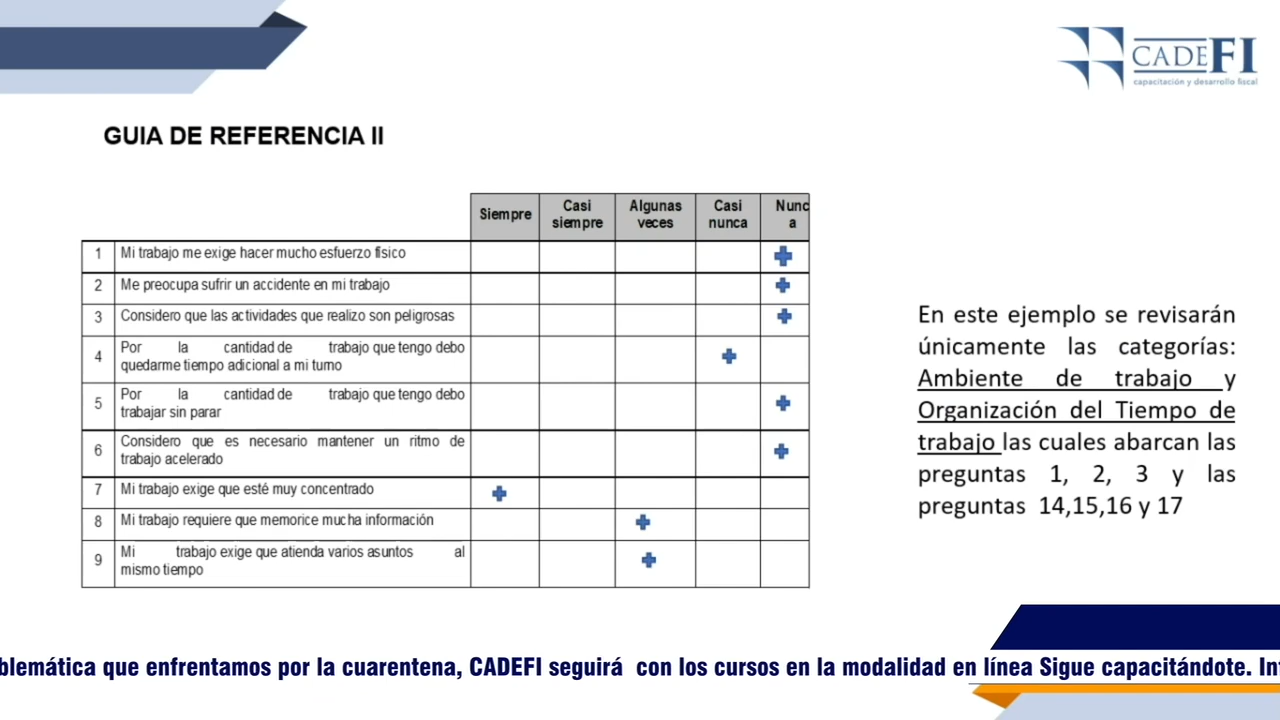 CADEFI
capacitación y desarrollo fiscal
GUIA DE REFERENCIA II
Siempre
Casi
siempre
Algunas
veces
Casi
nunca
Nunc
a
1 Mi trabajo me exige hacer mucho esfuerzo físico
2 Me preocupa sufrir un accidente en mi trabajo
3 Considero que las actividades que realizo son peligrosas
4 Por la cantidad de trabajo que tengo debo
quedarme tiempo adicional a mi turno
5 Por la cantidad de trabajo que tengo debo
trabajar sin parar
6 Considero que es necesario mantener un ritmo de
trabajo acelerado
7 Mi trabajo exige que esté muy concentrado
8 Mi trabajo requiere que memorice mucha información
9 Mi trabajo exige que atienda varios asuntos al
mismo tiempo
En este ejemplo se revisarán
únicamente las categorías:
Ambiente de trabajo y
Organización del Tiempo de
trabajo las cuales abarcan las
preguntas 1, 2, 3 y las
preguntas 14,15,16 y 17
blemática que enfrentamos por la cuarentena, CADEFI seguirá con los cursos en la modalidad en línea Sigue capacitándote. Inf